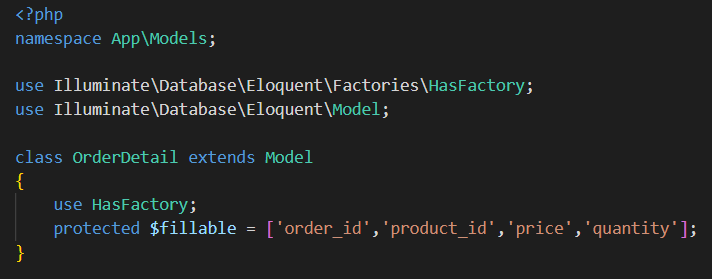 <?php
namespace App\Models;
use Illuminate\Database\Eloquent\Factories\HasFactory;
use Illuminate\Database\Eloquent\Model;
class OrderDetail extends Model
{
use HasFactory;
protected $fillable = ['order_id','product_id','price','quantity'];
}